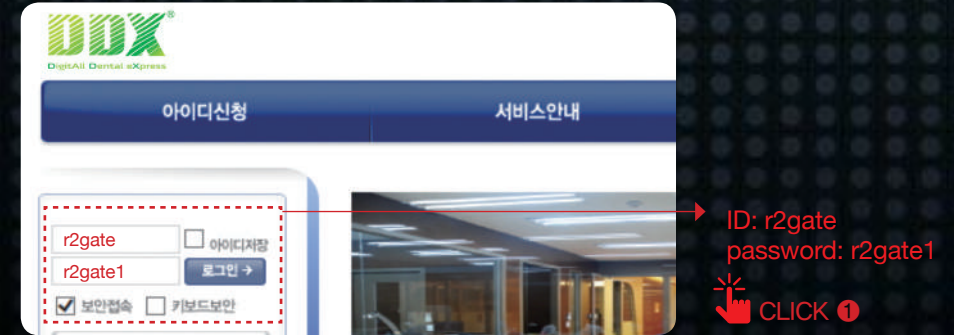 DDX®
DigitAll Dental eXpress
아이디신청 서비스안내
r2gate 아이디저장
r2gate1 로그인 →
보안접속 키보드보안
ID: r2gate
password: r2gate1
CLICK ❶